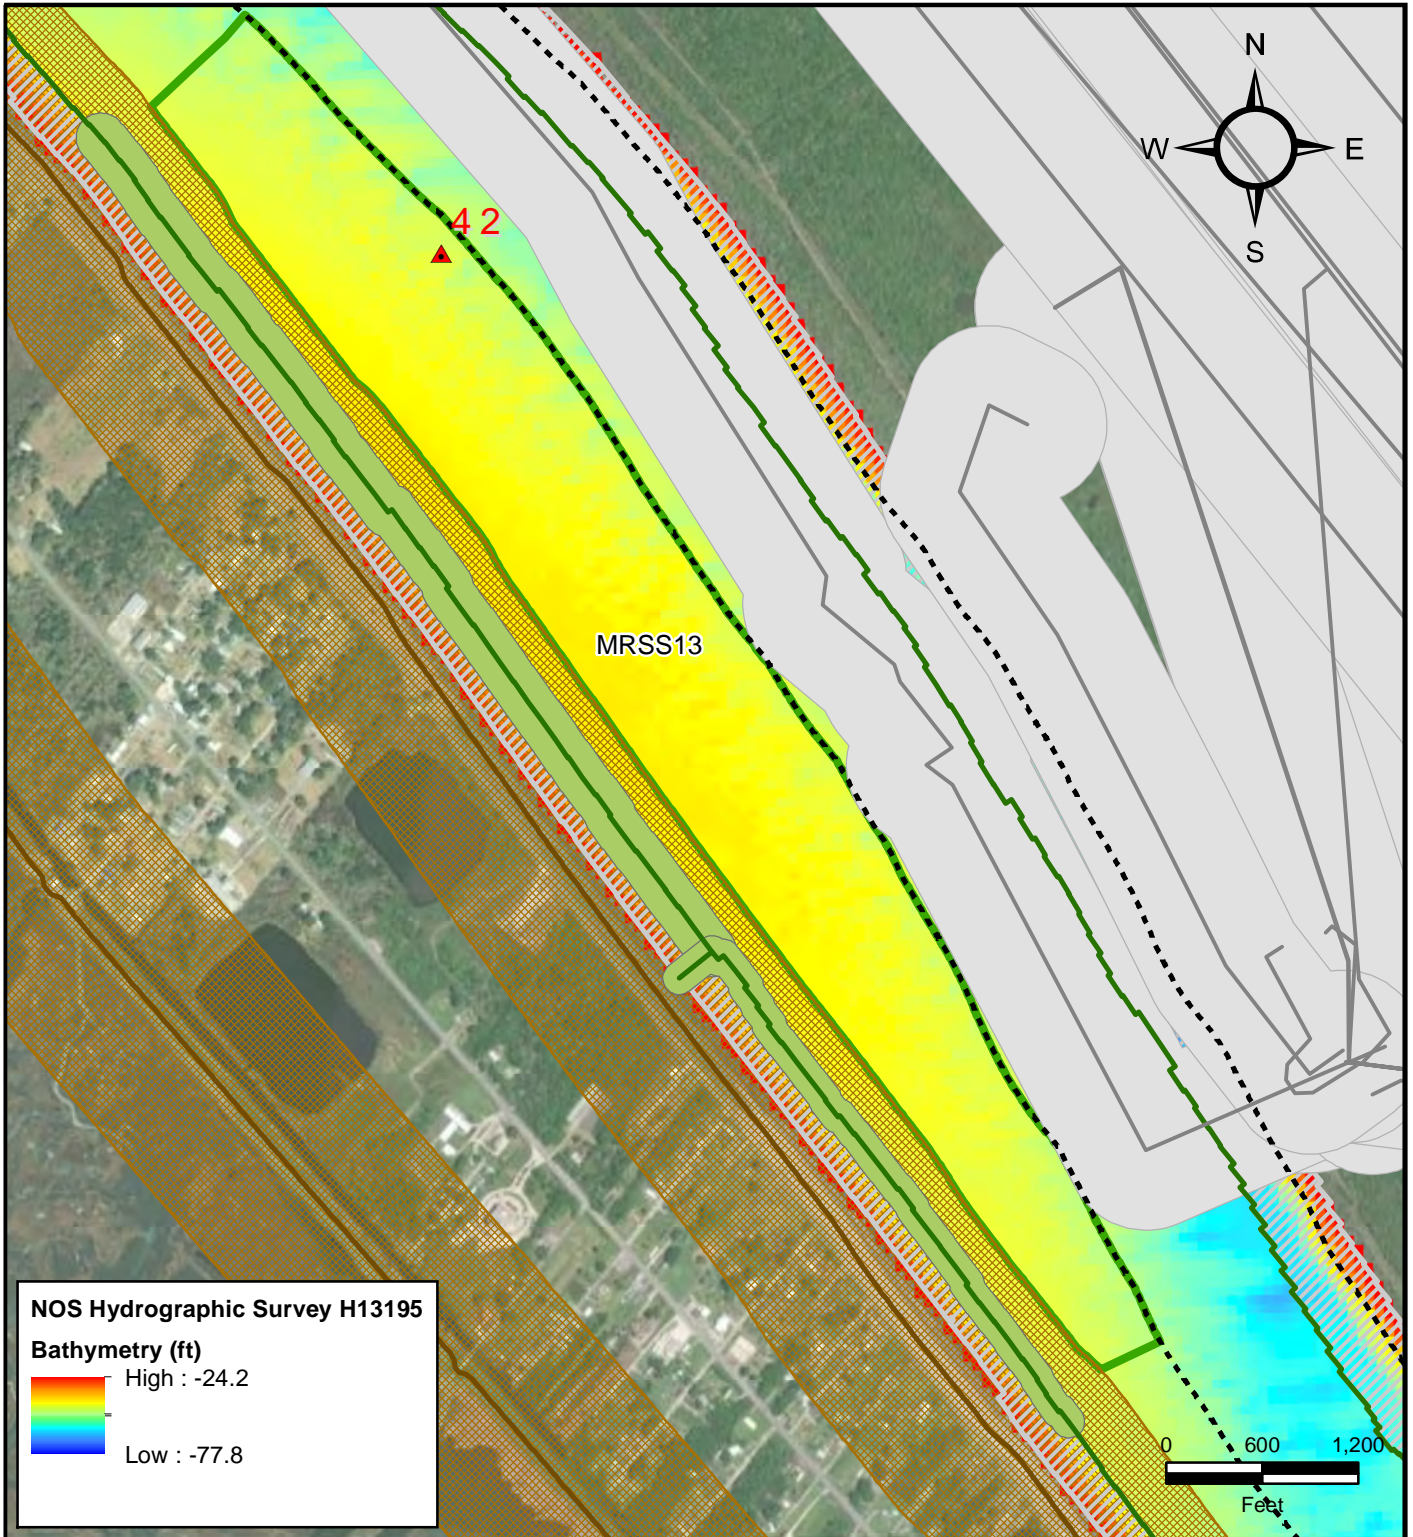 N
W E
S
4 2
MRSS13
NOS Hydrographic Survey H13195
Bathymetry (ft)
High : -24.2
Low : -77.8
0 600 1,200
Feet